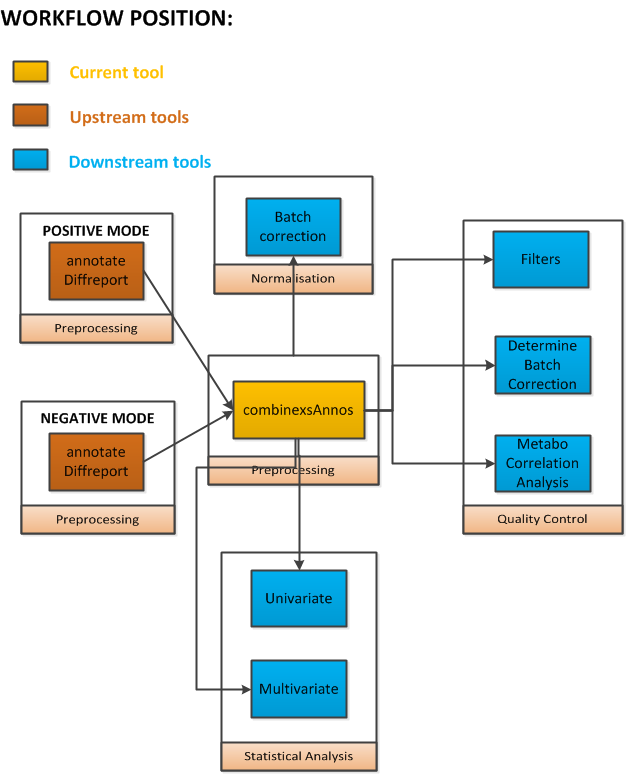 WORKFLOW POSITION:
Current tool
Upstream tools
Downstream tools
Batch
correction
Normalisation
POSITIVE MODE
annotate
Diffreport
Preprocessing
NEGATIVE MODE
annotate
Diffreport
Preprocessing
combinexsAnnos
Preprocessing
Filters
Determine
Batch
Correction
Metabo
Correlation
Analysis
Quality Control
Univariate
Multivariate
Statistical Analysis